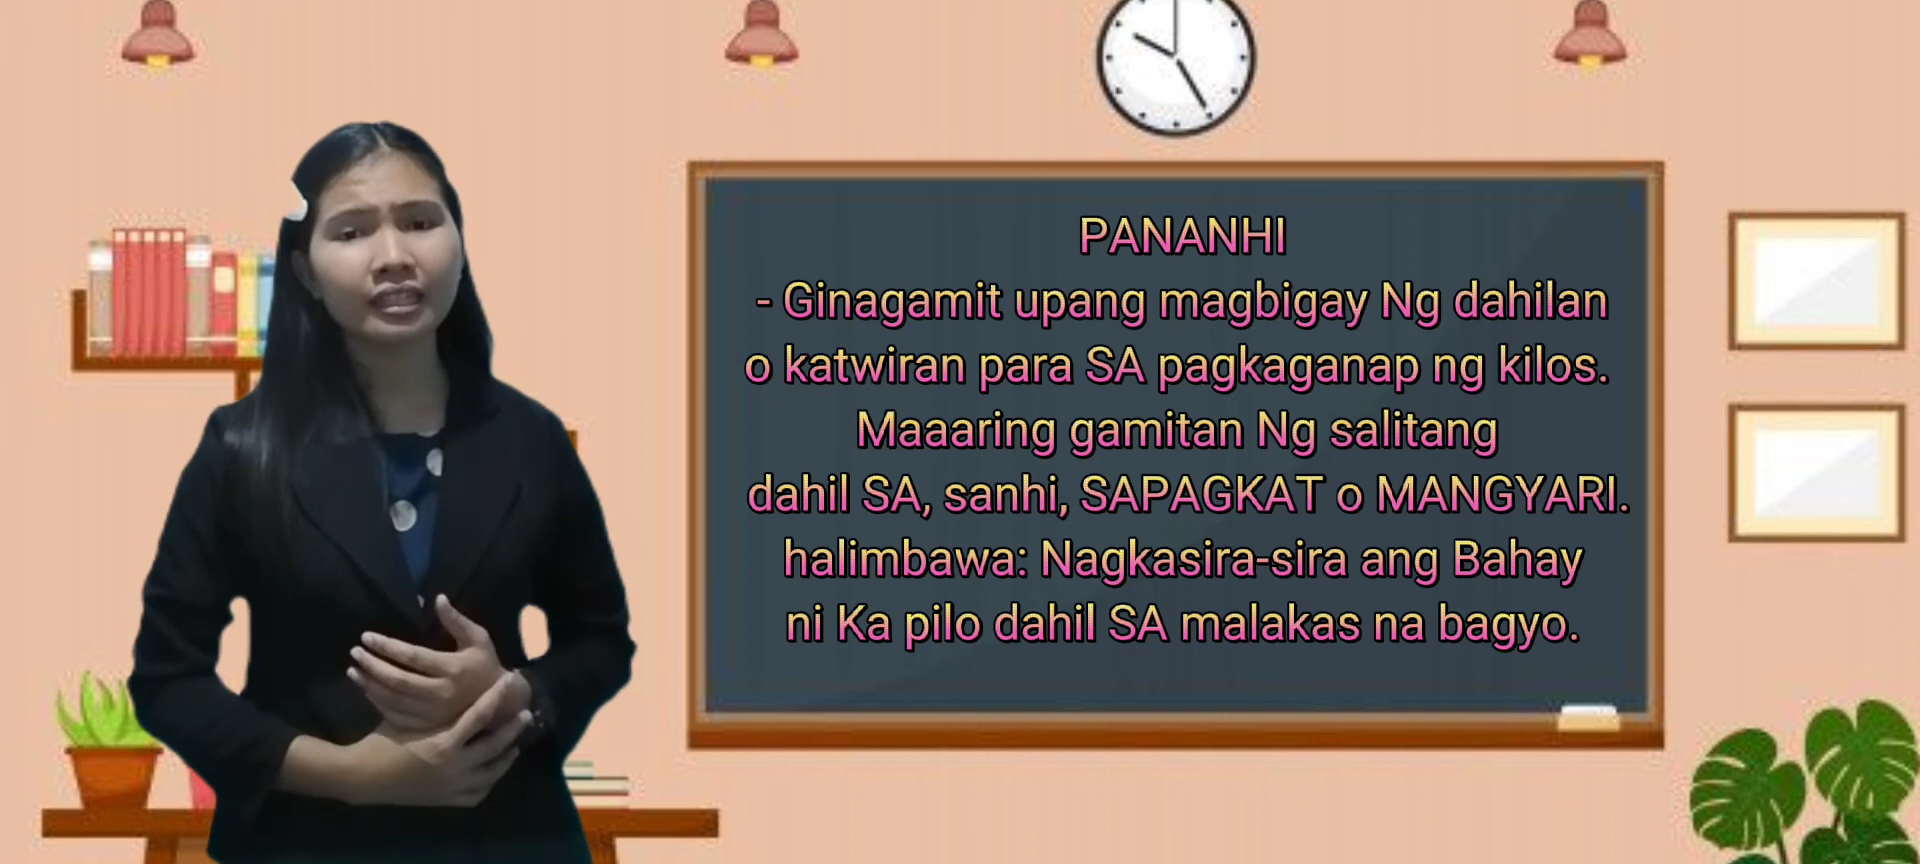 PANANHI
- Ginagamit upang magbigay Ng dahilan
o katwiran para SA pagkaganap ng kilos.
Maaaring gamitan Ng salitang
dahil SA, sanhi, SAPAGKAT o MANGYARI.
halimbawa: Nagkasira-sira ang Bahay
ni Ka pilo dahil SA malakas na bagyo.